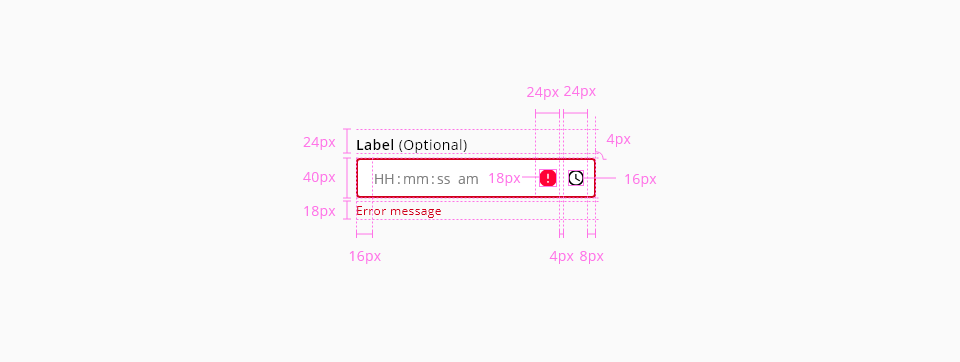 24px 24px
24px Label (Optional) 4px
40px HH:mm:ss am 18px 16px
18px Error message
16px 4px 8px